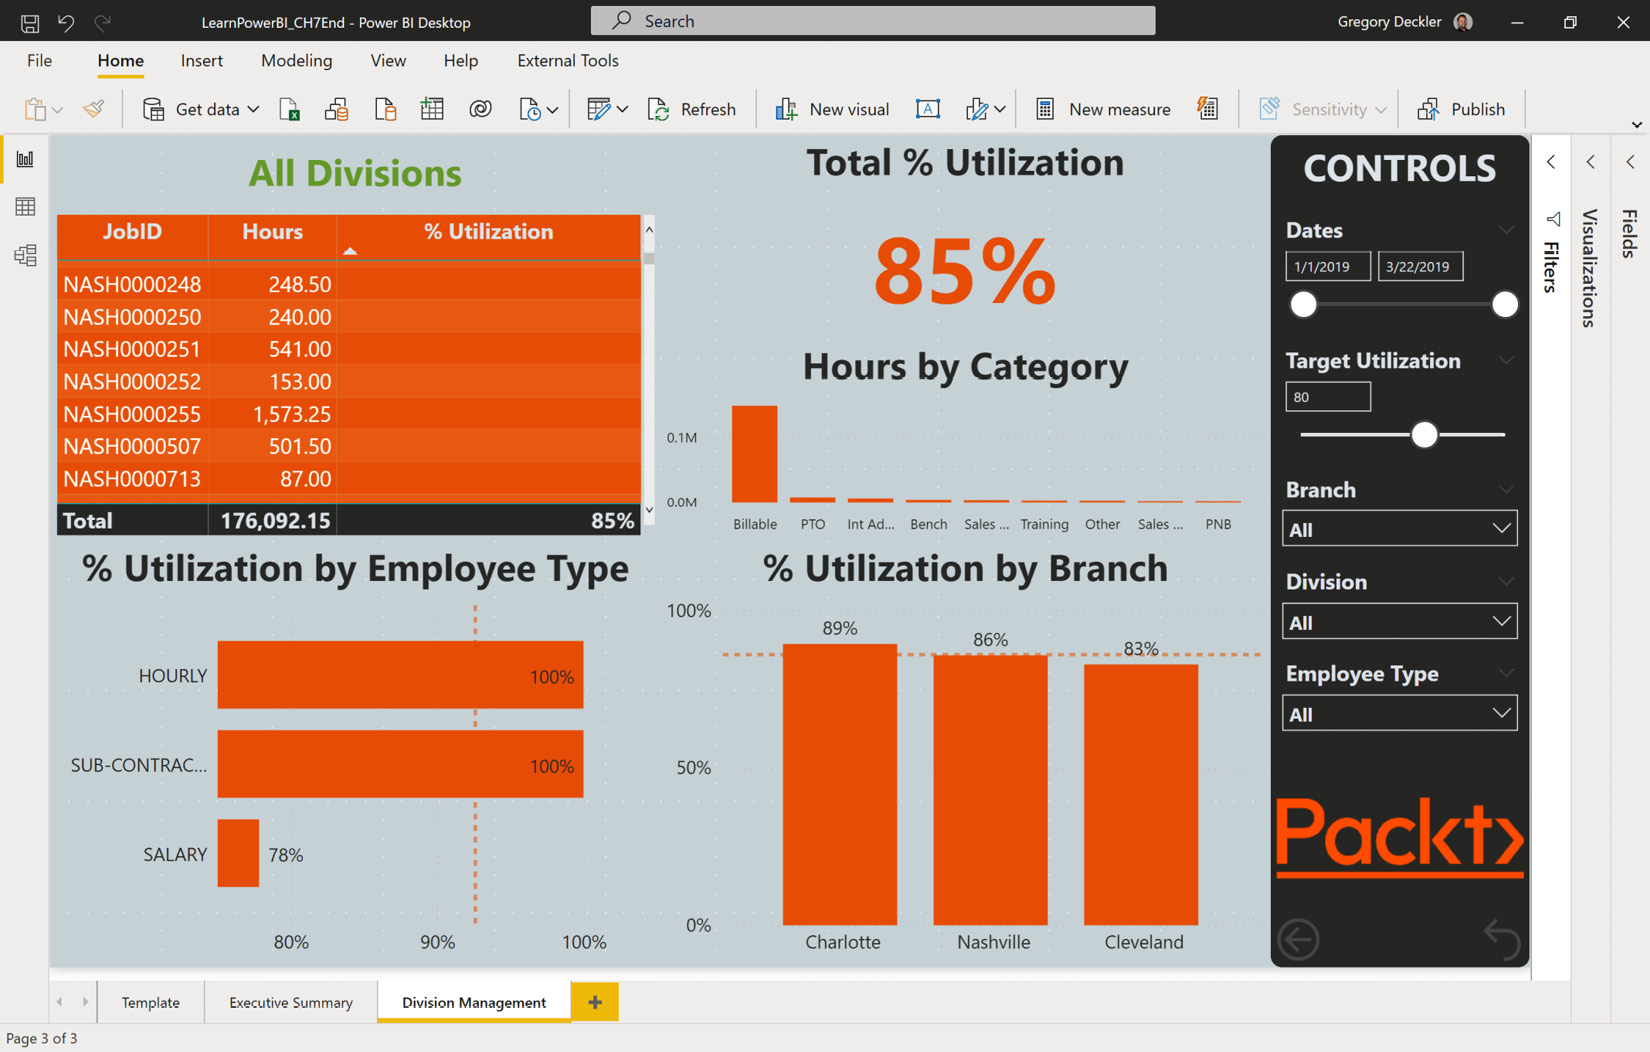 LearnPowerBI_CH7End - Power BI Desktop
Search
Gregory Deckler
File Home Insert Modeling View Help External Tools
Get data Refresh New visual A New measure Sensitivity Publish
All Divisions
JobID Hours % Utilization
NASH0000248 248.50
NASH0000250 240.00
NASH0000251 541.00
NASH0000252 153.00
NASH0000255 1,573.25
NASH0000507 501.50
NASH0000713 87.00
Total 176,092.15 85%
Total % Utilization
85%
Hours by Category
0.1M
0.0M
Billable PTO Int Ad... Bench Sales ... Training Other Sales ... PNB
% Utilization by Employee Type
HOURLY 100%
SUB-CONTRAC... 100%
SALARY 78%
80% 90% 100%
% Utilization by Branch
100%
50%
0%
89% 86% 83%
Charlotte Nashville Cleveland
CONTROLS
Dates
1/1/2019 3/22/2019
Target Utilization
80
Branch
All
Division
All
Employee Type
All
Packt
Filters
Visualizations
Fields
Template Executive Summary Division Management
Page 3 of 3